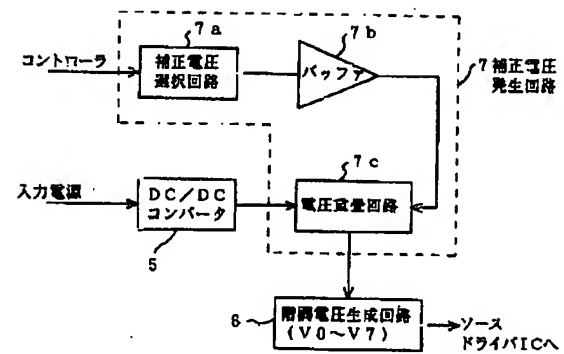 7a
7b
コントローラ
補正電圧
選択回路
バッファ
7 補正電圧
発生回路
7c
入力電源
DC/DC
コンバータ
電圧重畳回路
5
6
階調電圧生成回路
(V0~V7)
ソース
ドライバICへ